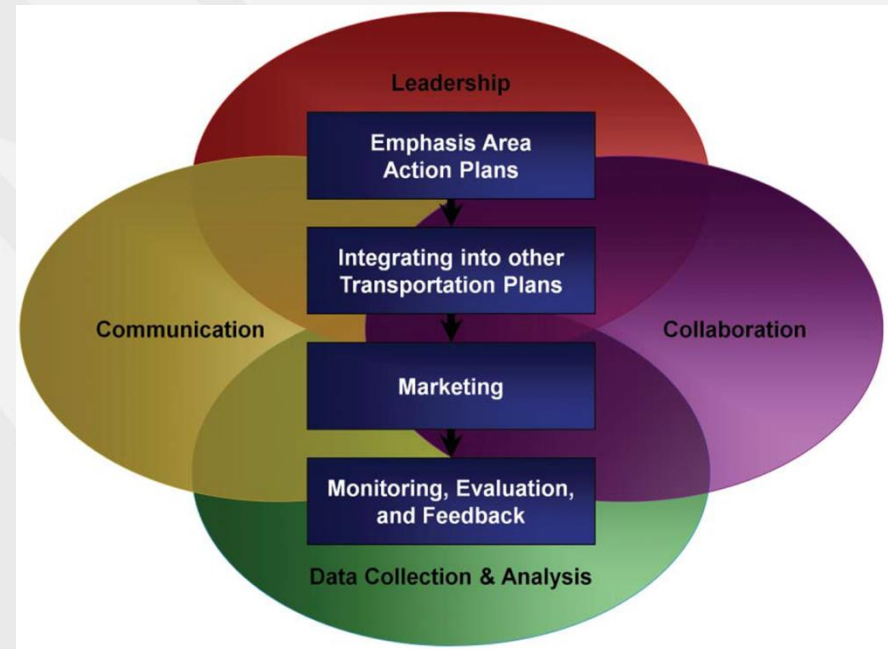 Leadership
Emphasis Area
Action Plans
Integrating into other
Transportation Plans
Communication
Collaboration
Marketing
Monitoring, Evaluation,
and Feedback
Data Collection & Analysis